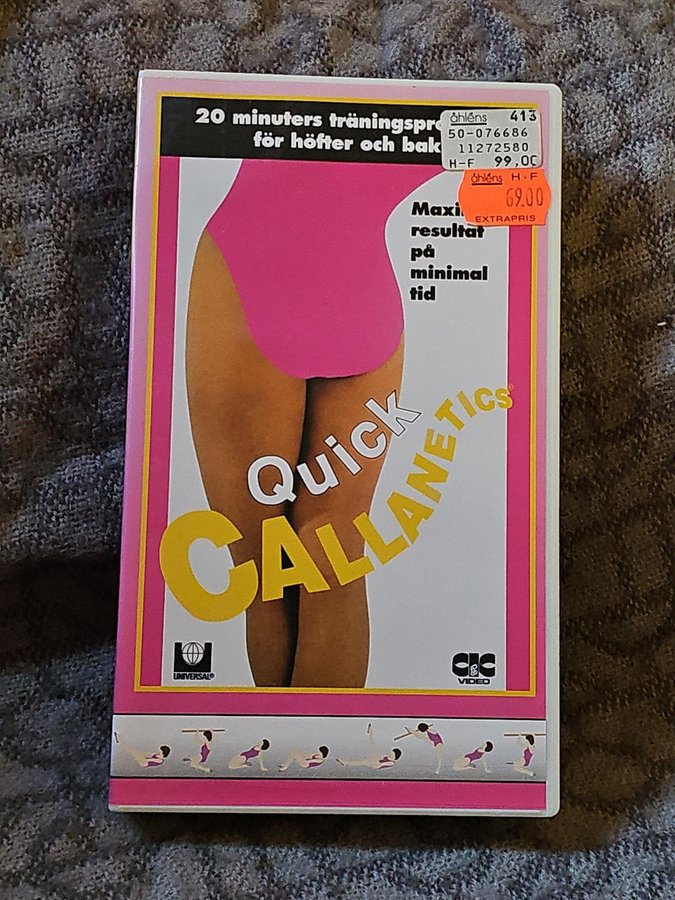 20 minuters träningspro
för höfter och bak
åhléns 413
50-076686
11272580
H-F 99,00
åhléns H-F
69.00
EXTRAPRIS
Maxi
resultat
på
minimal
tid
Quick
CALLANETICS®
UNIVERSAL®
CIC
VIDEO